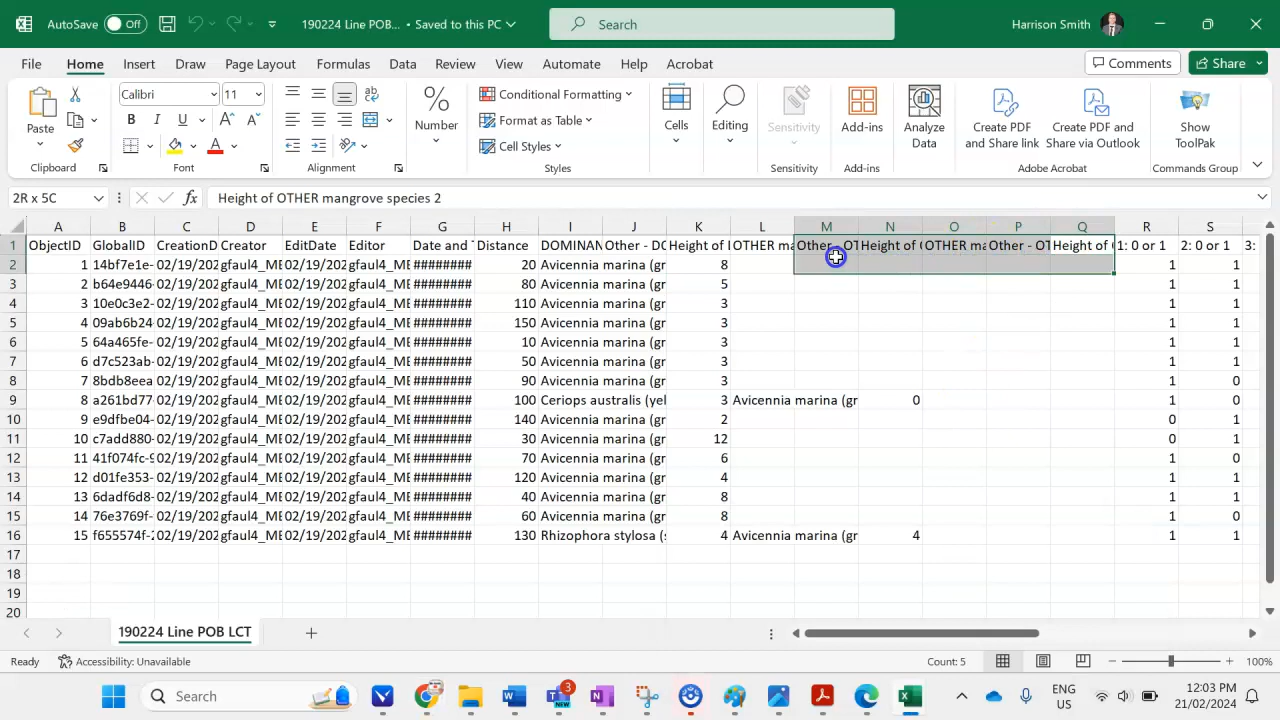 AutoSave Off 190224 Line POB... • Saved to this PC Search Harrison Smith
File Home Insert Draw Page Layout Formulas Data Review View Automate Help Acrobat Comments Share
Paste Calibri 11 Number Conditional Formatting Format as Table Cell Styles Cells Editing Sensitivity Add-ins Analyze Data Create PDF and Share link Create PDF and Share via Outlook Show ToolPak
Clipboard Font Alignment Styles Sensitivity Add-ins Adobe Acrobat Commands Group
2R x 5C fx Height of OTHER mangrove species 2
A B C D E F G H I J K L M N O P Q R S
1 ObjectID GlobalID CreationD Creator EditDate Editor Date and T Distance DOMINAN Other - DO Height of I OTHER ma Other - OT Height of ( OTHER ma Other - OT Height of ( 1: 0 or 1 2: 0 or 1 3:
2 1 14bf7e1e- 02/19/202 gfaul4_ME 02/19/202 gfaul4_ME ######## 20 Avicennia marina (gr 8 1 1
3 2 b64e9446- 02/19/202 gfaul4_ME 02/19/202 gfaul4_ME ######## 80 Avicennia marina (gr 5 1 1
4 3 10e0c3e2- 02/19/202 gfaul4_ME 02/19/202 gfaul4_ME ######## 110 Avicennia marina (gr 3 1 1
5 4 09ab6b24 02/19/202 gfaul4_ME 02/19/202 gfaul4_ME ######## 150 Avicennia marina (gr 3 1 1
6 5 64a465fe- 02/19/202 gfaul4_ME 02/19/202 gfaul4_ME ######## 10 Avicennia marina (gr 3 1 1
7 6 d7c523ab- 02/19/202 gfaul4_ME 02/19/202 gfaul4_ME ######## 50 Avicennia marina (gr 3 1 1
8 7 8bdb8eea 02/19/202 gfaul4_ME 02/19/202 gfaul4_ME ######## 90 Avicennia marina (gr 3 1 0
9 8 a261bd77 02/19/202 gfaul4_ME 02/19/202 gfaul4_ME ######## 100 Ceriops australis (yel 3 Avicennia marina (gr 0 1 0
10 9 e9dfbe04- 02/19/202 gfaul4_ME 02/19/202 gfaul4_ME ######## 140 Avicennia marina (gr 2 0 1
11 10 c7add880- 02/19/202 gfaul4_ME 02/19/202 gfaul4_ME ######## 30 Avicennia marina (gr 12 0 1
12 11 41f074fc-9 02/19/202 gfaul4_ME 02/19/202 gfaul4_ME ######## 70 Avicennia marina (gr 6 1 0
13 12 d01fe353- 02/19/202 gfaul4_ME 02/19/202 gfaul4_ME ######## 120 Avicennia marina (gr 4 1 1
14 13 6dadf6d8- 02/19/202 gfaul4_ME 02/19/202 gfaul4_ME ######## 40 Avicennia marina (gr 8 1 1
15 14 76e3769f- 02/19/202 gfaul4_ME 02/19/202 gfaul4_ME ######## 60 Avicennia marina (gr 8 1 0
16 15 f655574f-2 02/19/202 gfaul4_ME 02/19/202 gfaul4_ME ######## 130 Rhizophora stylosa (s 4 Avicennia marina (gr 4 1 1
17
18
19
20
190224 Line POB LCT
Ready Accessibility: Unavailable Count: 5 100%
Search 3 ENG US 12:03 PM 21/02/2024